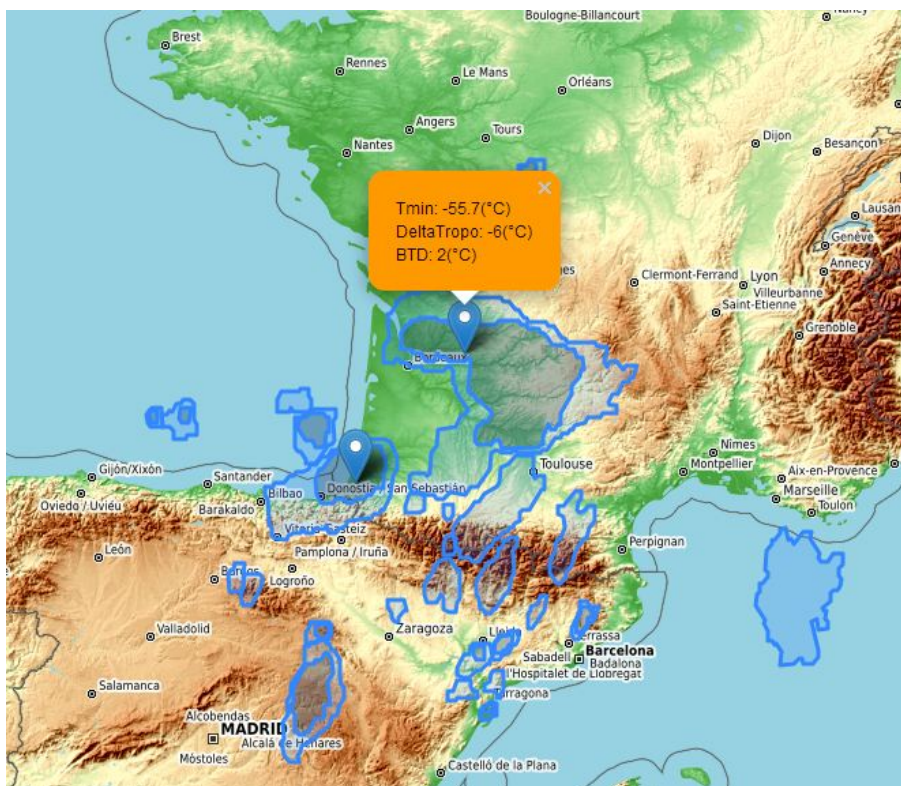 Boulogne-Billancourt
Nancy
Brest
Rennes
Le Mans
Orléans
Angers
Tours
Nantes
Dijon
Besançon
Tmin: -55.7(°C)
DeltaTropo: -6(°C)
BTD: 2(°C)
×
Lausan
Genève
Annecy
Clermont-Ferrand
Lyon
Villeurbanne
Saint-Etienne
Grenoble
Bordeaux
Nîmes
Montpellier
Toulouse
Aix-en-Provence
Marseille
Toulon
Gijón/Xixón
Santander
Oviedo / Uviéu
Bilbao
Barakaldo
Donostia / San Sebastián
Vitoria-Gasteiz
Pamplona / Iruña
Perpignan
León
Burgos
Logroño
Valladolid
Zaragoza
Lleida
Terrassa
Sabadell
Barcelona
Badalona
l'Hospitalet de Llobregat
Tarragona
Salamanca
Alcobendas
MADRID
Alcalá de Henares
Móstoles
Castelló de la Plana